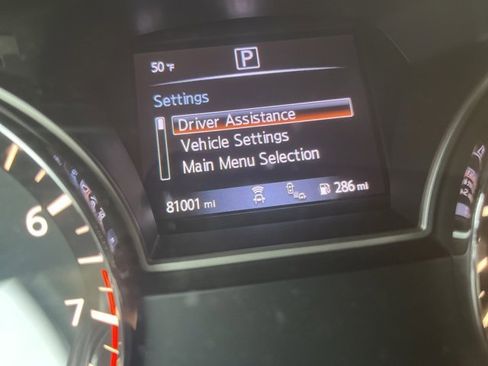 50 °F
P
Settings
Driver Assistance
Vehicle Settings
Main Menu Selection
81001 mi 286 mi
6
7